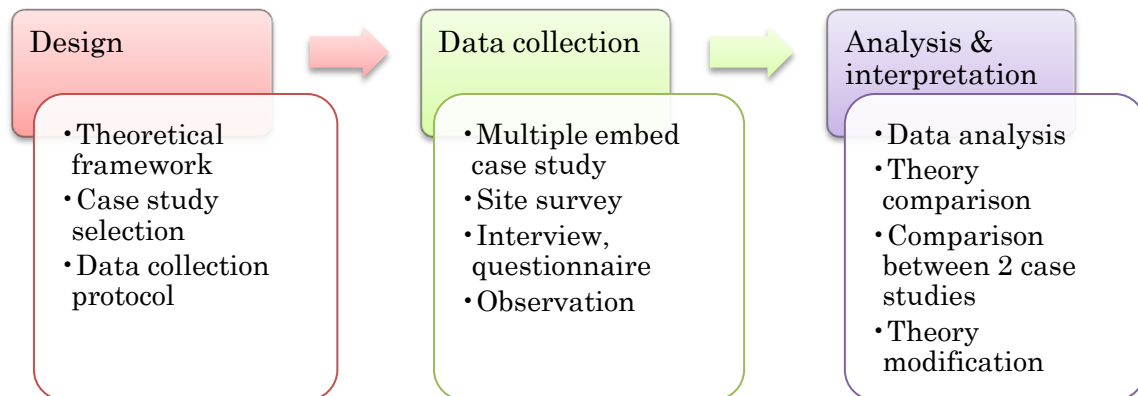 Design
・Theoretical
framework
・Case study
selection
・Data collection
protocol
Data collection
・Multiple embed
case study
・Site survey
・Interview,
questionnaire
・Observation
Analysis &
interpretation
・Data analysis
・Theory
comparison
・Comparison
between 2 case
studies
・Theory
modification